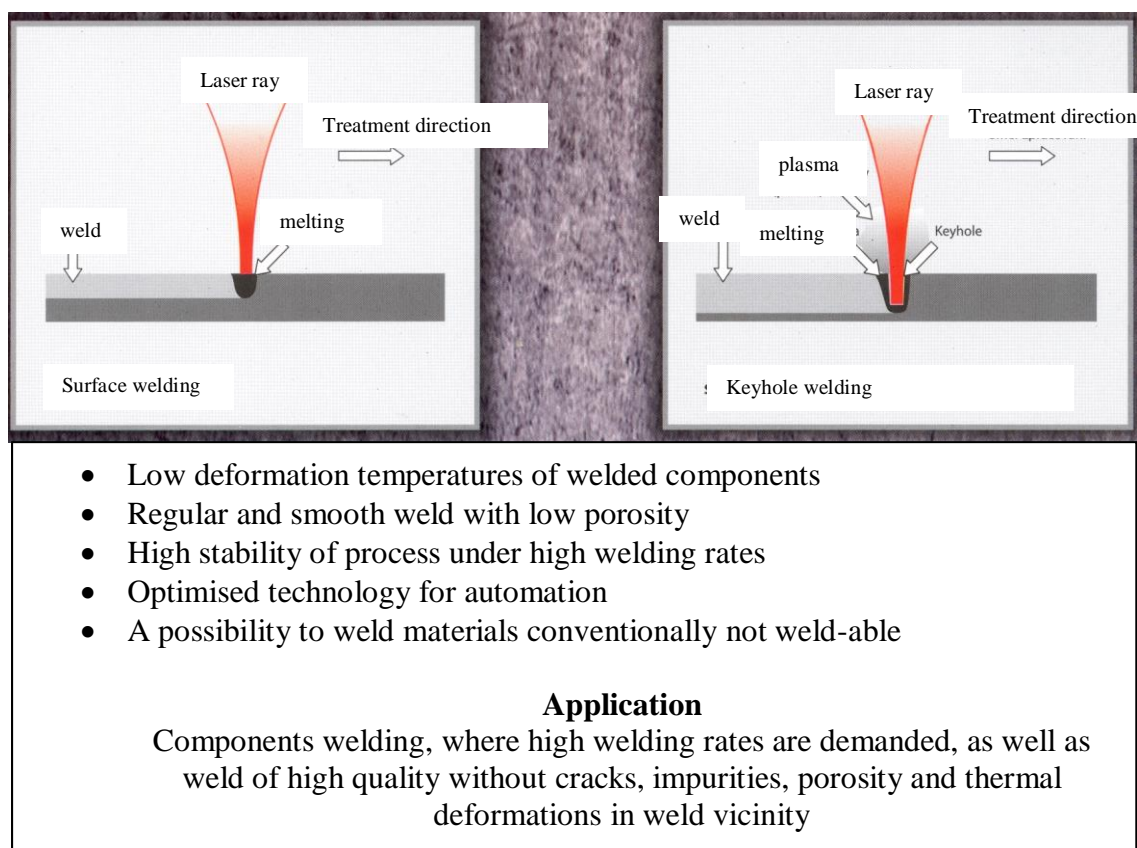 Laser ray
Treatment direction
weld
melting
Surface welding
Laser ray
Treatment direction
plasma
weld
melting
Keyhole
Keyhole welding
• Low deformation temperatures of welded components
• Regular and smooth weld with low porosity
• High stability of process under high welding rates
• Optimised technology for automation
• A possibility to weld materials conventionally not weld-able
Application
Components welding, where high welding rates are demanded, as well as
weld of high quality without cracks, impurities, porosity and thermal
deformations in weld vicinity